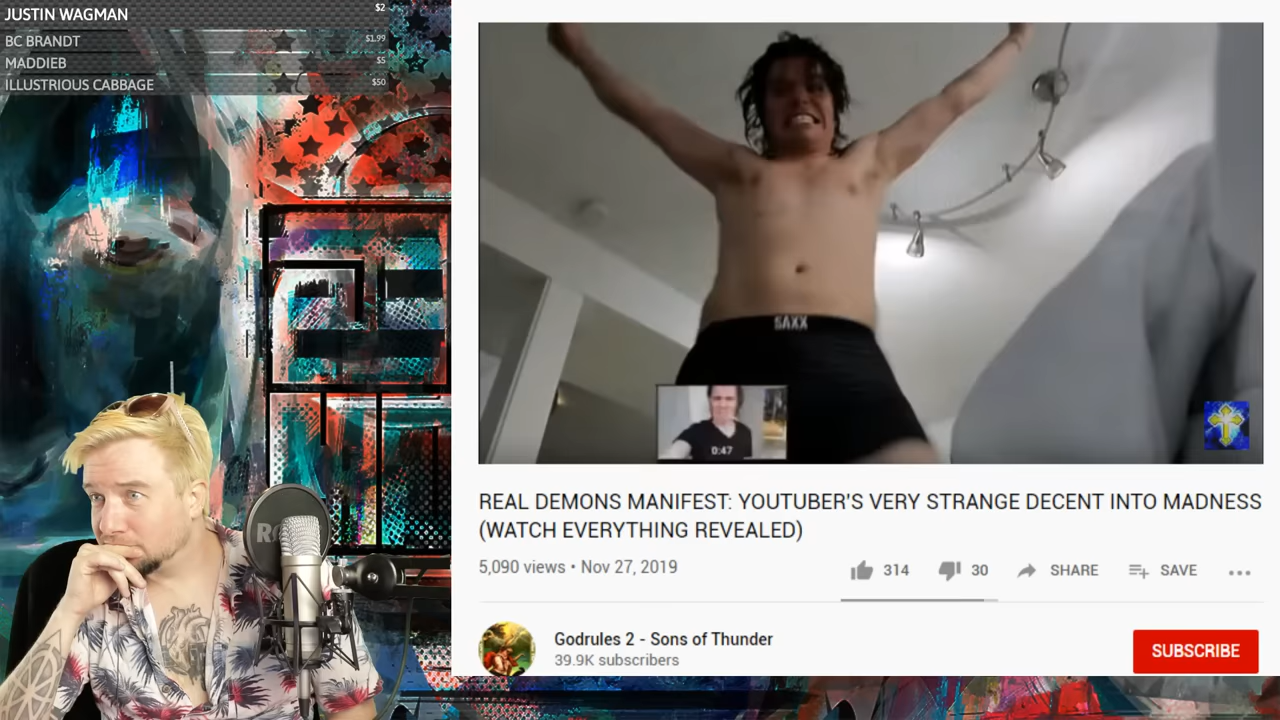 JUSTIN WAGMAN $2
BC BRANDT $1.99
MADDIEB $5
ILLUSTRIOUS CABBAGE $50
SAXX
0:47
RØ
REAL DEMONS MANIFEST: YOUTUBER'S VERY STRANGE DECENT INTO MADNESS
(WATCH EVERYTHING REVEALED)
5,090 views • Nov 27, 2019
314 30 SHARE SAVE
Godrules 2 - Sons of Thunder
39.9K subscribers
SUBSCRIBE